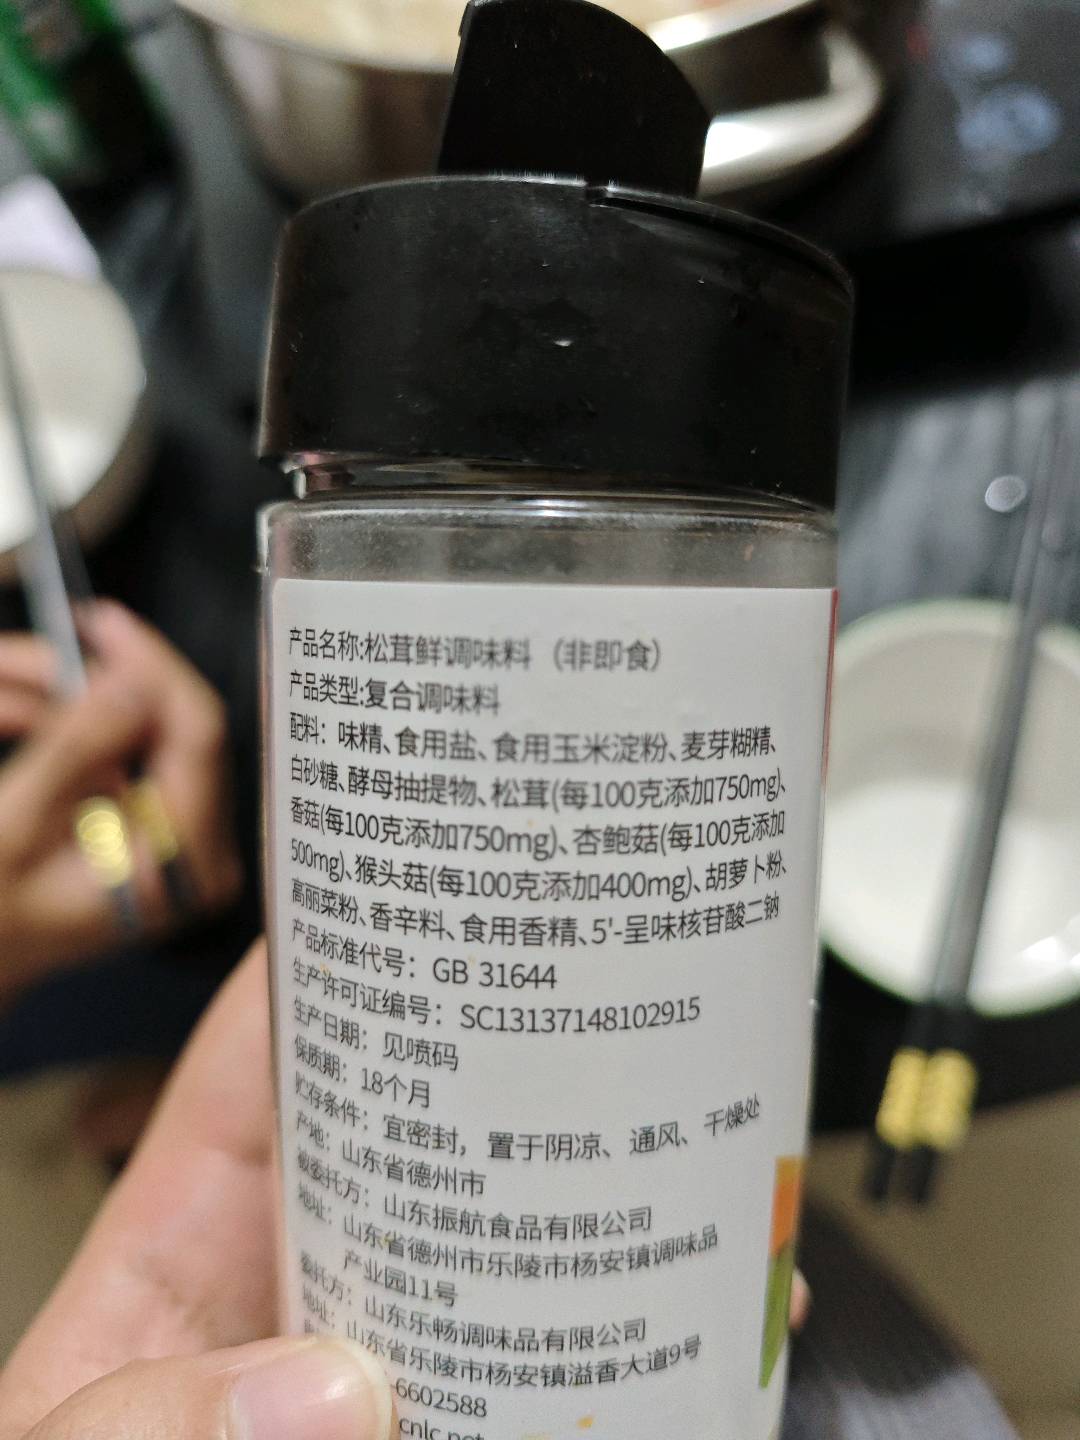 产品名称:松茸鲜调味料（非即食）
产品类型:复合调味料
配料：味精、食用盐、食用玉米淀粉、麦芽糊精、
白砂糖、酵母抽提物、松茸(每100克添加750mg)、
香菇(每100克添加750mg)、杏鲍菇(每100克添加
500mg)、猴头菇(每100克添加400mg)、胡萝卜粉、
高丽菜粉、香辛料、食用香精、5'-呈味核苷酸二钠
产品标准代号：GB 31644
生产许可证编号：SC13137148102915
生产日期：见喷码
保质期：18个月
贮存条件：宜密封，置于阴凉、通风、干燥处
产地：山东省德州市
被委托方：山东振航食品有限公司
地址：山东省德州市乐陵市杨安镇调味品
产业园11号
委托方：山东乐畅调味品有限公司
地址：山东省乐陵市杨安镇溢香大道9号
-6602588
cnlc.net